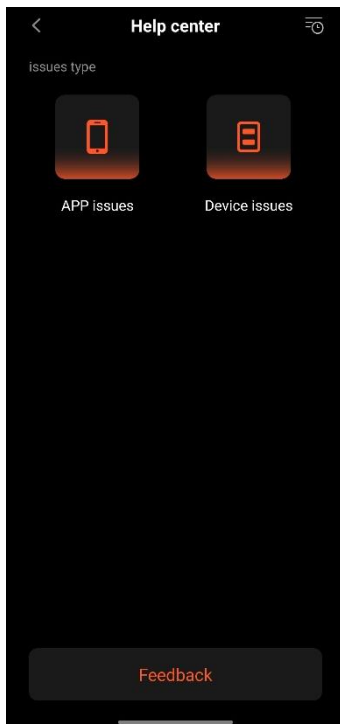 Help center
issues type
APP issues
Device issues
Feedback